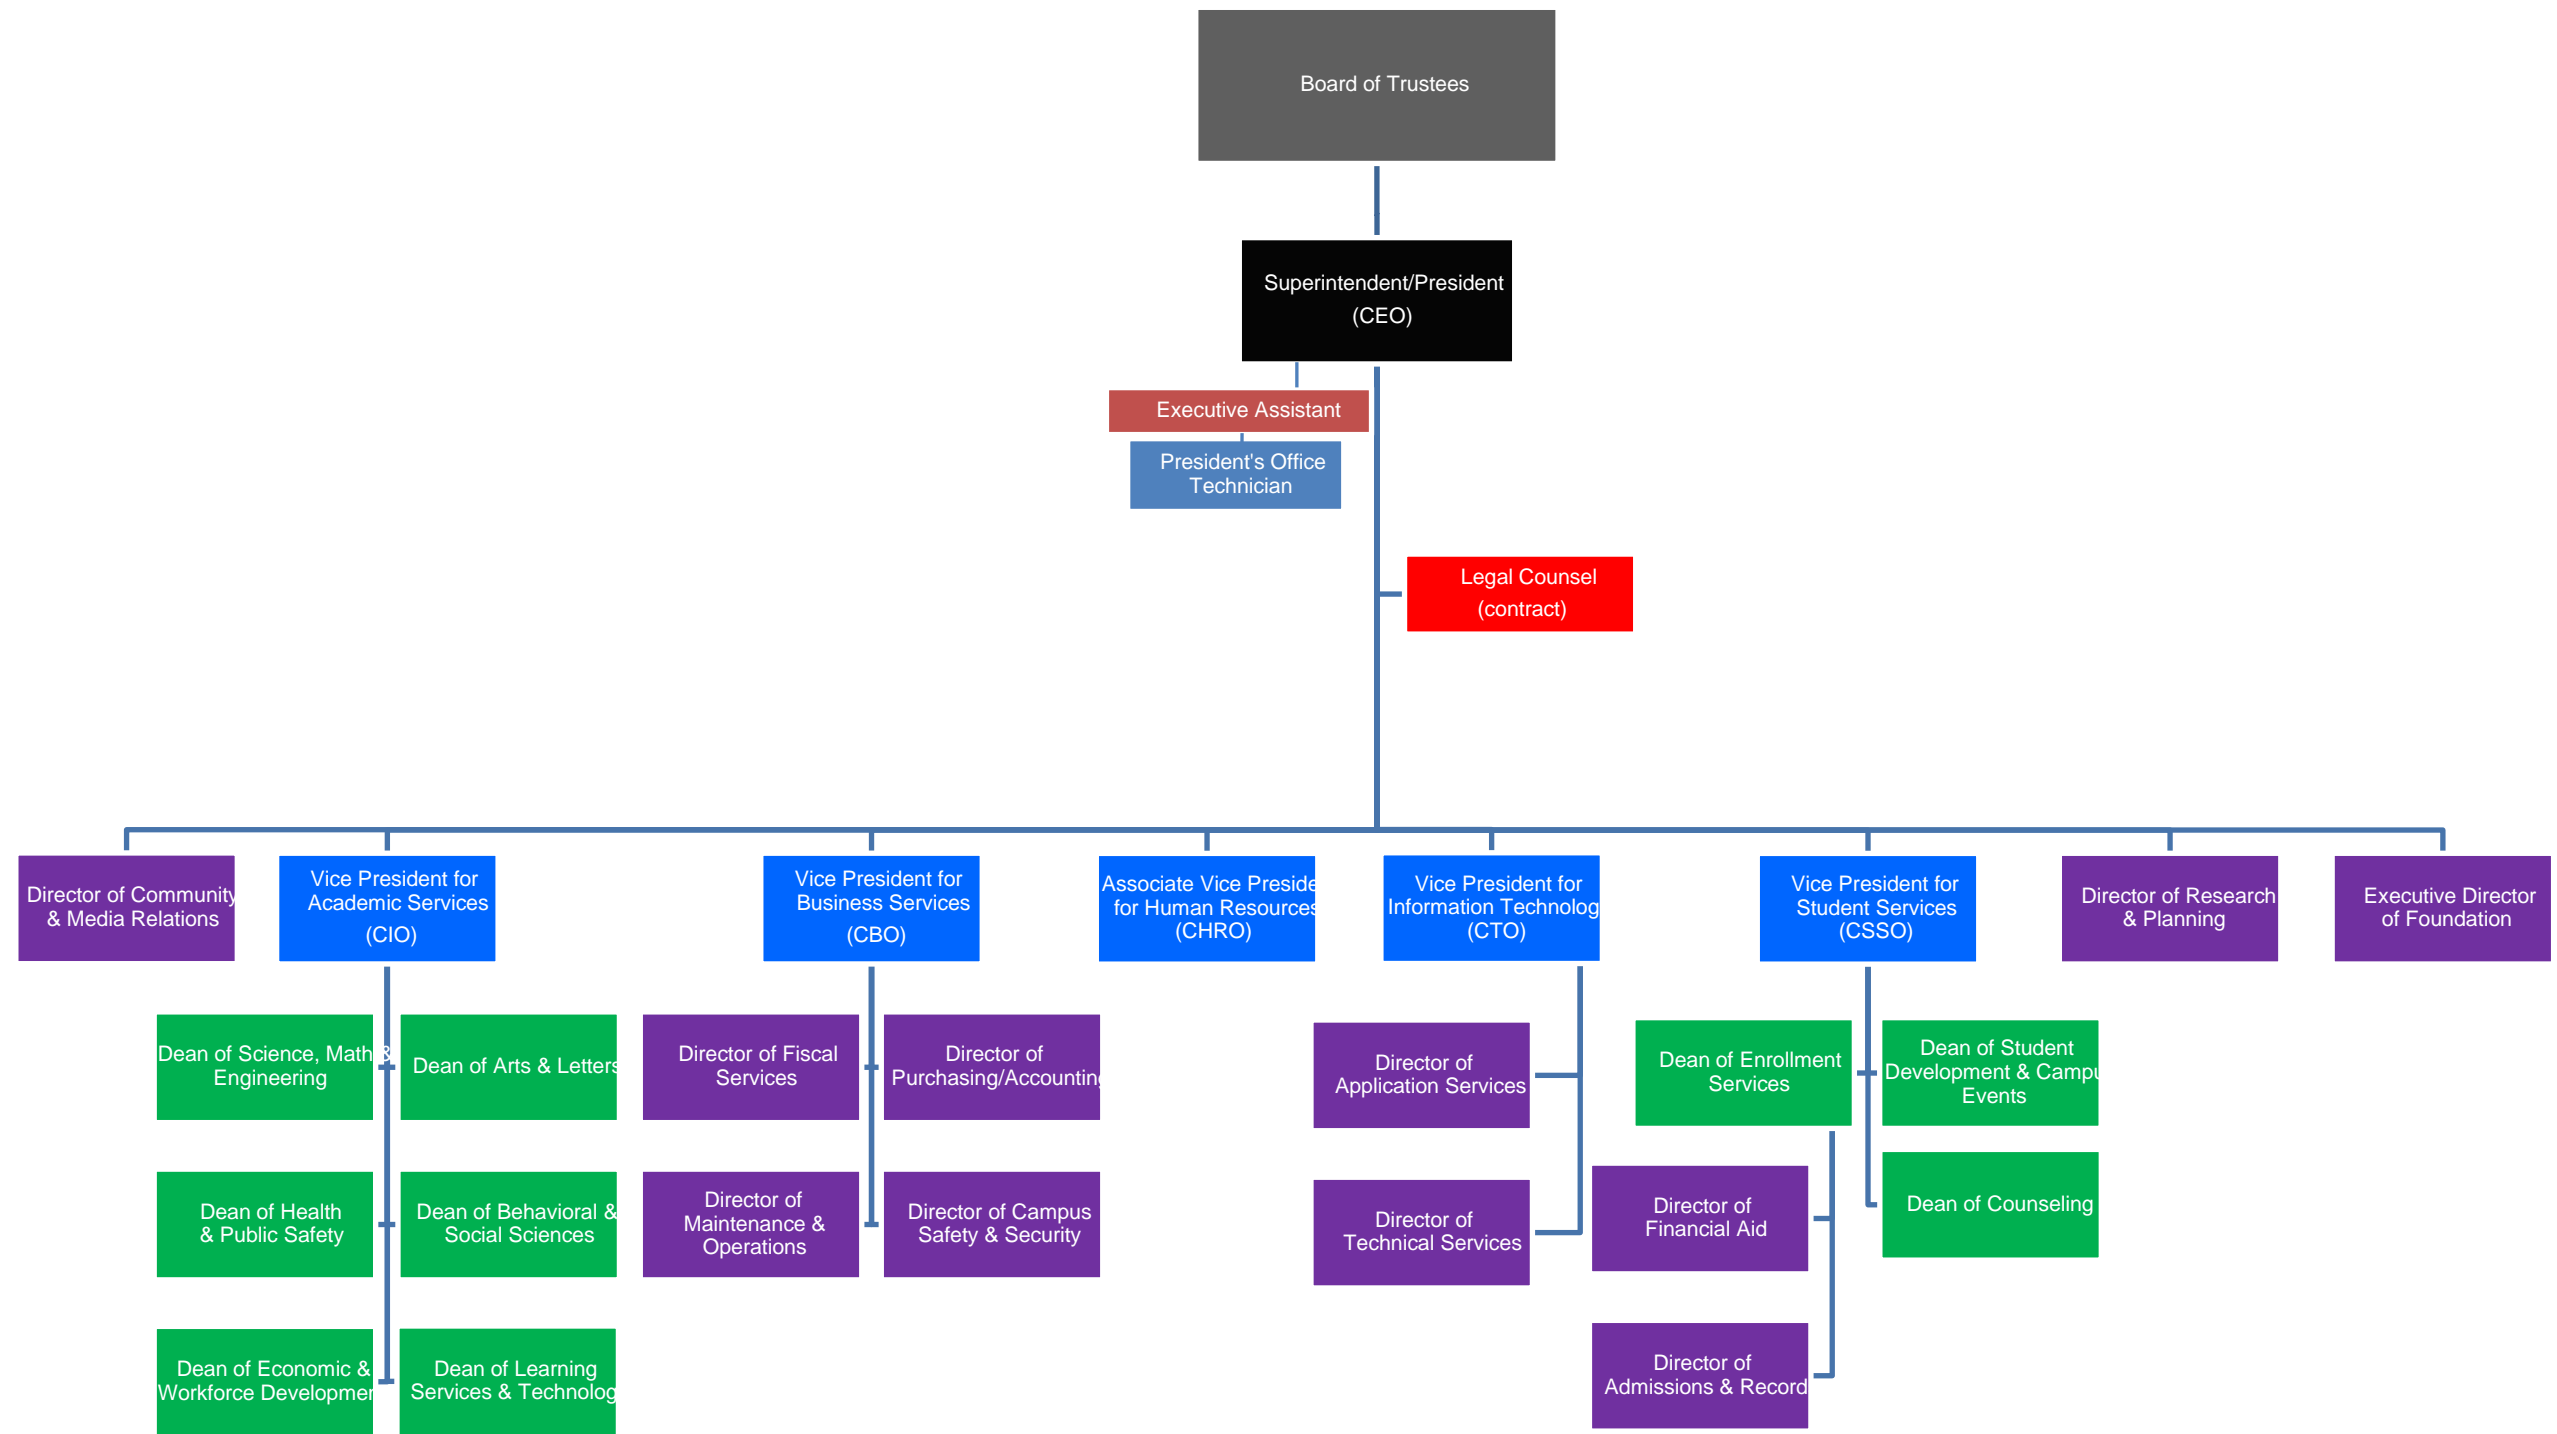 Board of Trustees
Superintendent/President
(CEO)
Executive Assistant
President's Office
Technician
Legal Counsel
(contract)
Director of Community
& Media Relations
Vice President for
Academic Services
(CIO)
Vice President for
Business Services
(CBO)
Associate Vice Preside
for Human Resources
(CHRO)
Vice President for
Information Technolog
(CTO)
Vice President for
Student Services
(CSSO)
Director of Research
& Planning
Executive Director
of Foundation
Dean of Science, Math &
Engineering
Dean of Arts & Letters
Director of Fiscal
Services
Director of
Purchasing/Accounting
Director of
Application Services
Dean of Enrollment
Services
Dean of Student
Development & Campu
Events
Dean of Health
& Public Safety
Dean of Behavioral &
Social Sciences
Director of
Maintenance &
Operations
Director of Campus
Safety & Security
Director of
Technical Services
Director of
Financial Aid
Dean of Counseling
Dean of Economic &
Workforce Developmen
Dean of Learning
Services & Technolog
Director of
Admissions & Record